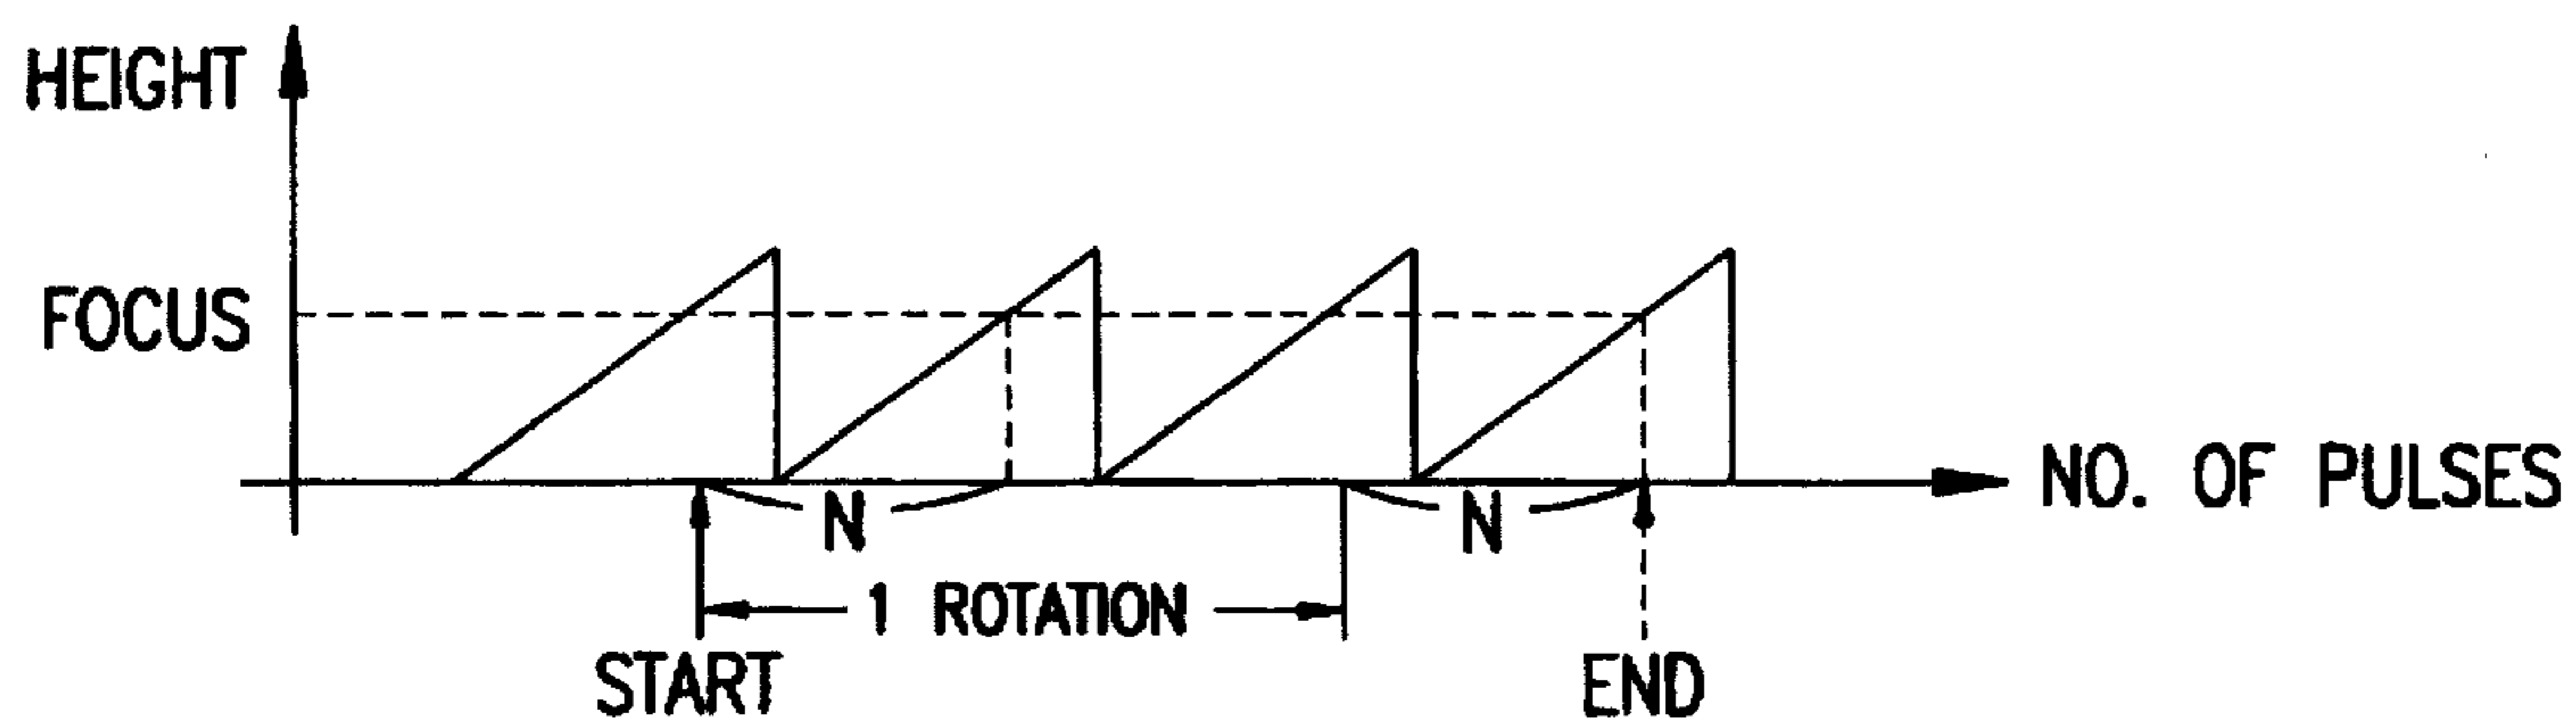 HEIGHT
FOCUS
NO. OF PULSES
N
N
1 ROTATION
START
END